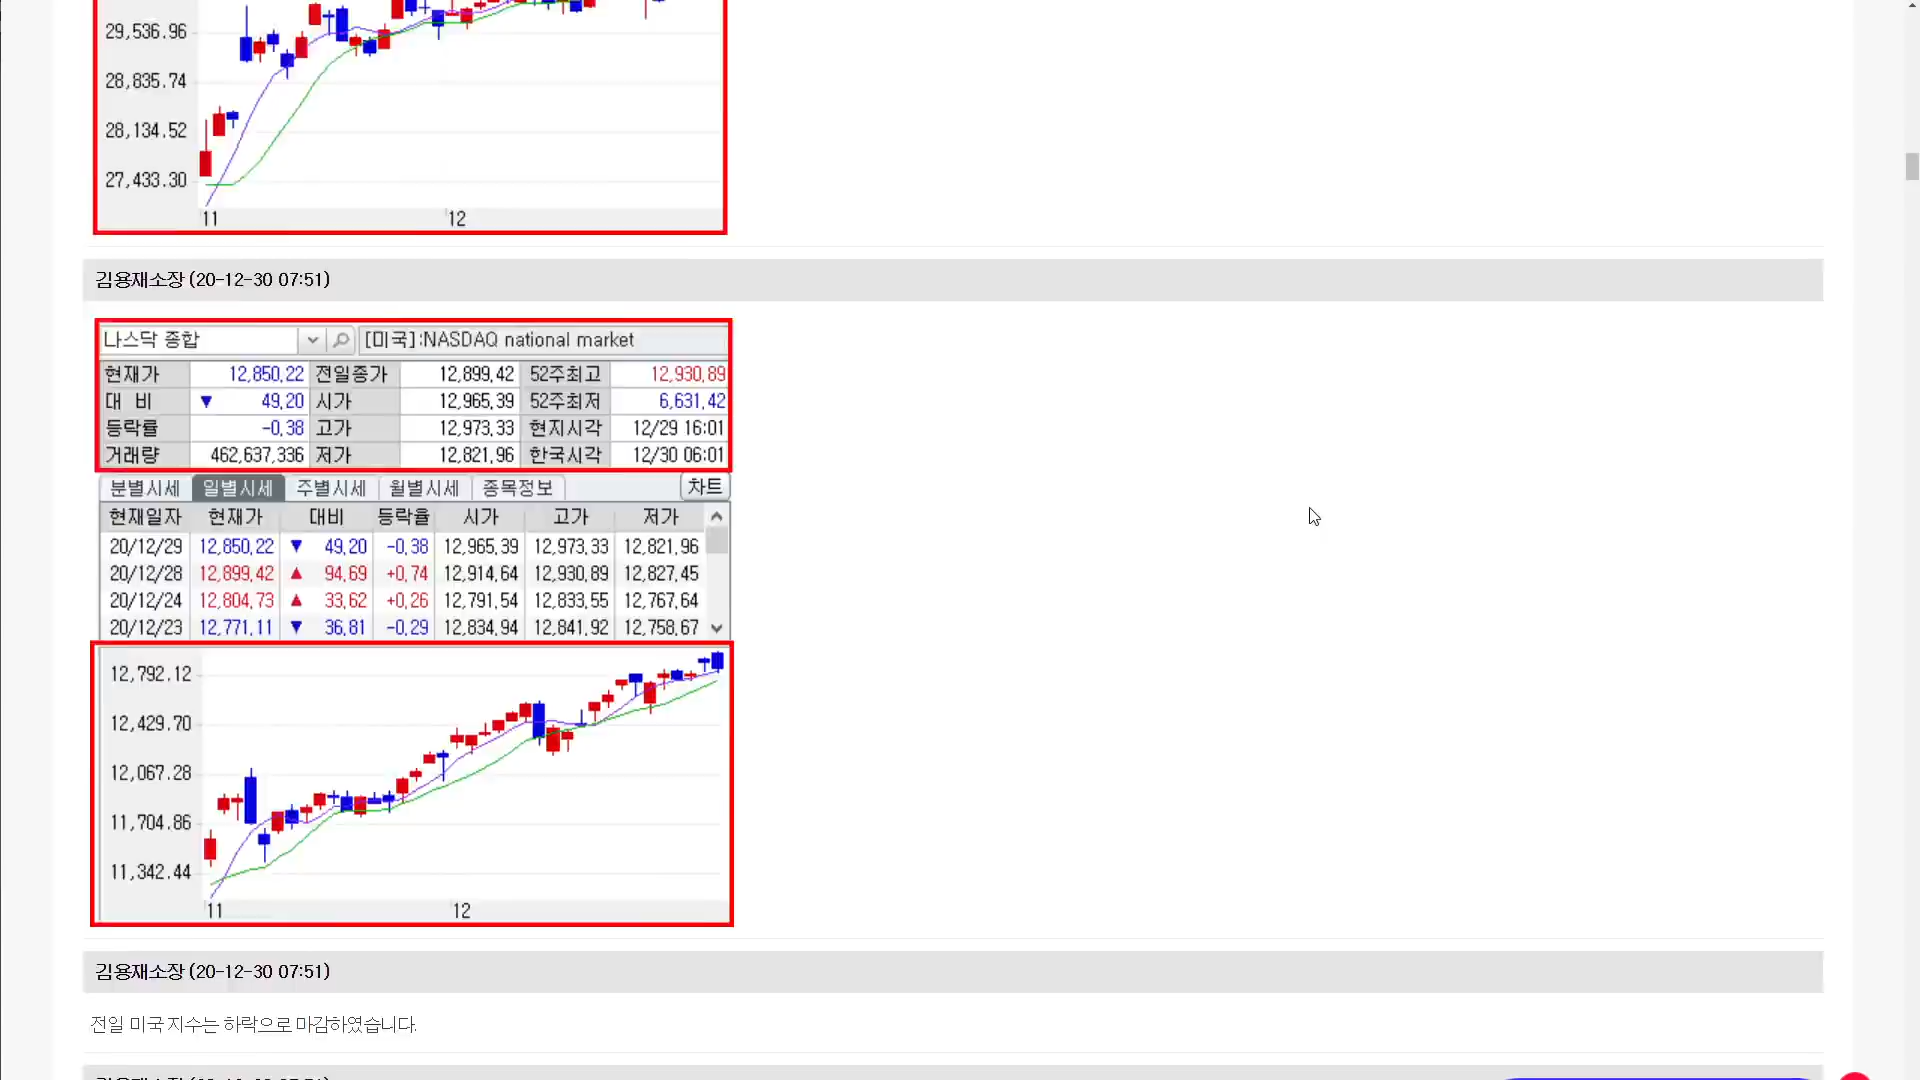 29,536.96
28,835.74
28,134.52
27,433.30
11 12
김용재소장 (20-12-30 07:51)
나스닥 종합 [미국]:NASDAQ national market
현재가 12,850.22 전일종가 12,899.42 52주최고 12,930.89
대 비 ▼ 49.20 시가 12,965.39 52주최저 6,631.42
등락률 -0.38 고가 12,973.33 현지시각 12/29 16:01
거래량 462,637,336 저가 12,821.96 한국시각 12/30 06:01
분별시세 일별시세 주별시세 월별시세 종목정보 차트
현재일자 현재가 대비 등락율 시가 고가 저가
20/12/29 12,850.22 ▼ 49.20 -0.38 12,965.39 12,973.33 12,821.96
20/12/28 12,899.42 ▲ 94.69 +0.74 12,914.64 12,930.89 12,827.45
20/12/24 12,804.73 ▲ 33.62 +0.26 12,791.54 12,833.55 12,767.64
20/12/23 12,771.11 ▼ 36.81 -0.29 12,834.94 12,841.92 12,758.67
12,792.12
12,429.70
12,067.28
11,704.86
11,342.44
11 12
김용재소장 (20-12-30 07:51)
전일 미국 지수는 하락으로 마감하였습니다.